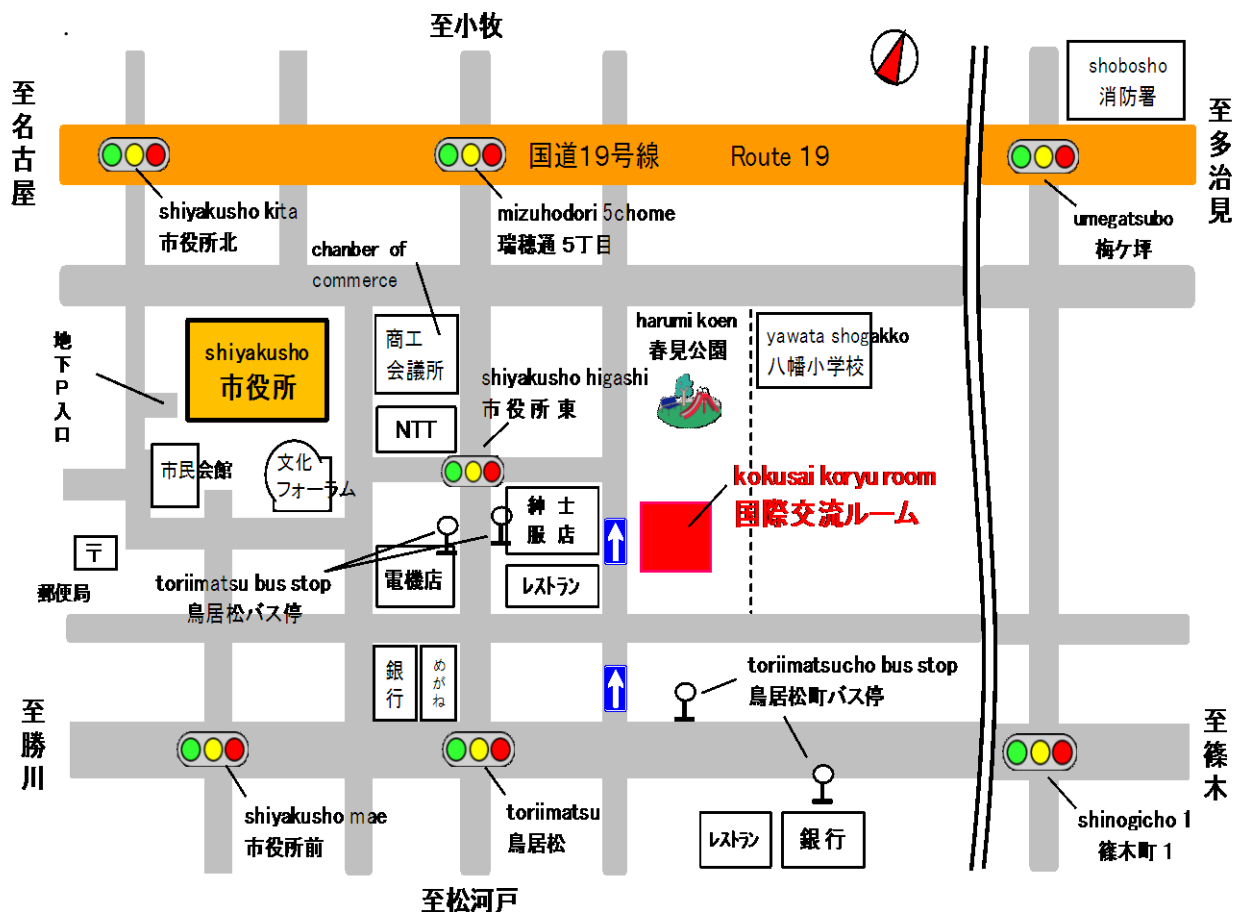 至小牧
shobosho
消防署
至名古屋
至多治見
国道19号線 Route 19
shiyakusho kita
市役所北
mizuhodori 5chome
瑞穂通 5丁目
umegatsubo
梅ケ坪
chanber of
commerce
地下P入口
shiyakusho
市役所
商工
会議所
harumi koen
春見公園
yawata shogakko
八幡小学校
shiyakusho higashi
市役所 東
NTT
市民会館
文化
フォーラム
kokusai koryu room
国際交流ルーム
紳 士
服 店
〒
郵便局
toriimatsu bus stop
鳥居松バス停
電機店
レストラン
銀行
めがね
toriimatsucho bus stop
鳥居松町バス停
至勝川
至篠木
shiyakusho mae
市役所前
toriimatsu
鳥居松
レストラン
銀 行
shinogicho 1
篠木町 1
至松河戸